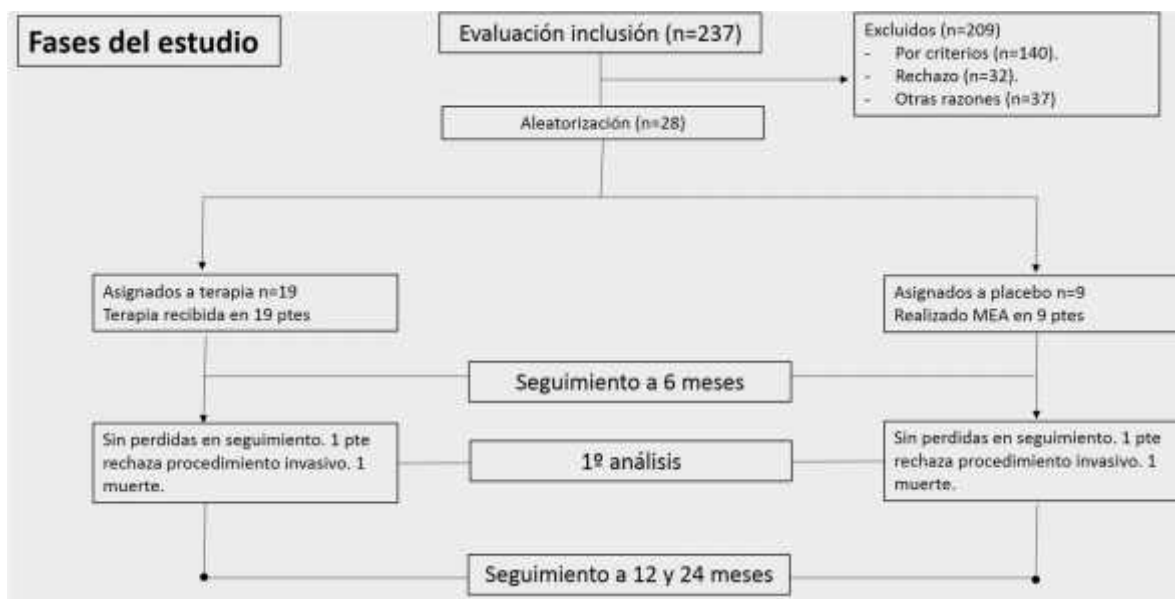 Fases del estudio
Evaluación inclusión (n=237)
Excluidos (n=209)
- Por criterios (n=140).
- Rechazo (n=32).
- Otras razones (n=37)
Aleatorización (n=28)
Asignados a terapia n=19
Terapia recibida en 19 ptes
Asignados a placebo n=9
Realizado MEA en 9 ptes
Seguimiento a 6 meses
Sin perdidas en seguimiento. 1 pte
rechaza procedimiento invasivo. 1
muerte.
1º análisis
Sin perdidas en seguimiento. 1 pte
rechaza procedimiento invasivo. 1
muerte.
Seguimiento a 12 y 24 meses